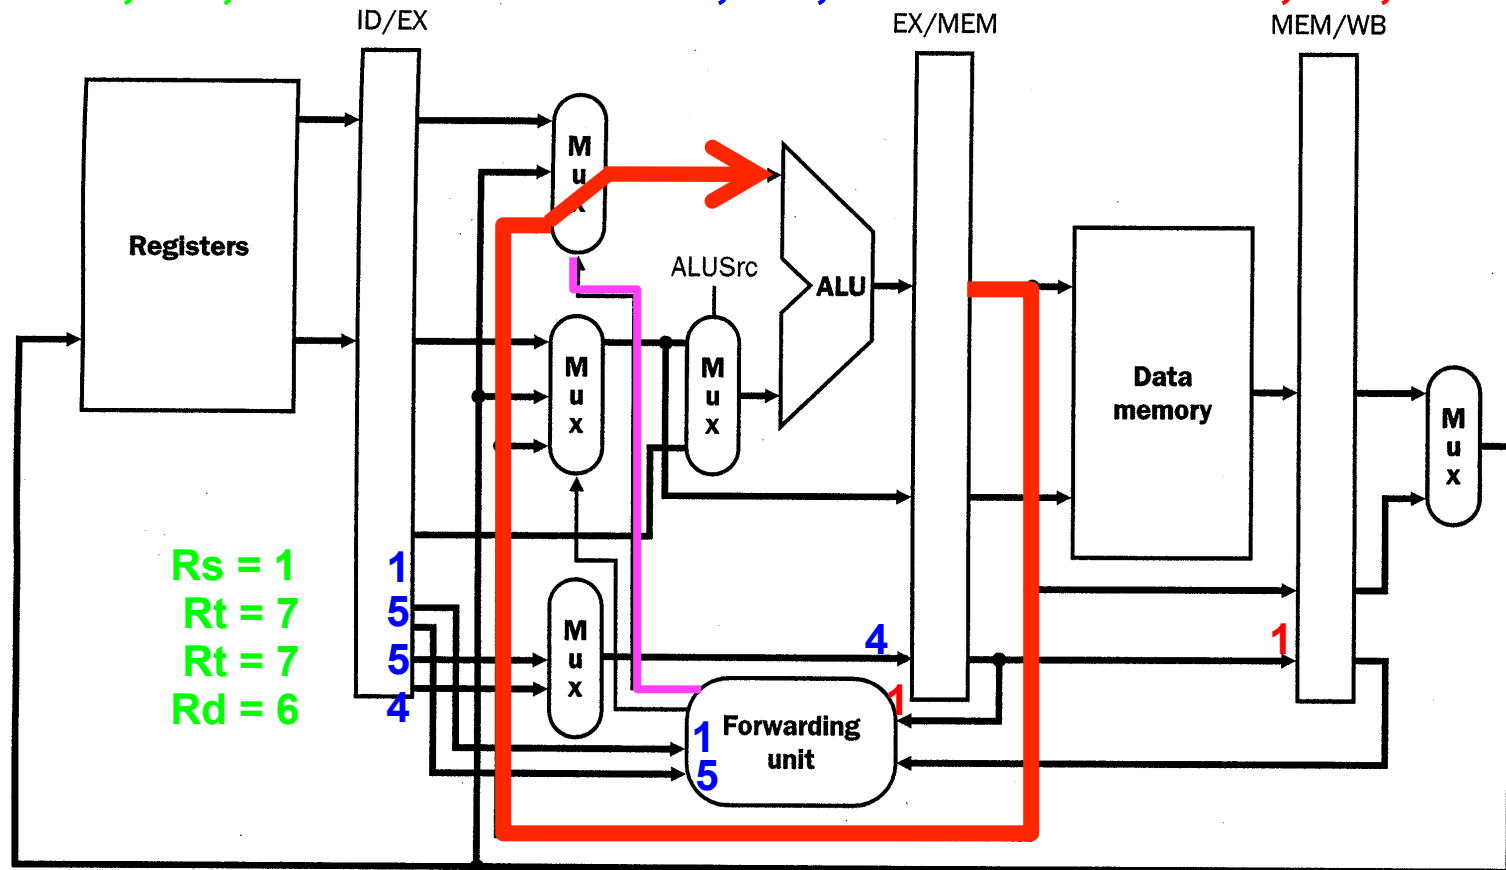 ID/EX
EX/MEM
MEM/WB
M
u
Registers
ALUSrc
ALU
M
u
x
M
u
x
Data
memory
M
u
x
Rs = 1
Rt = 7
Rt = 7
Rd = 6
1
5
5
4
M
u
x
4
1
1
Forwarding
unit
1
5